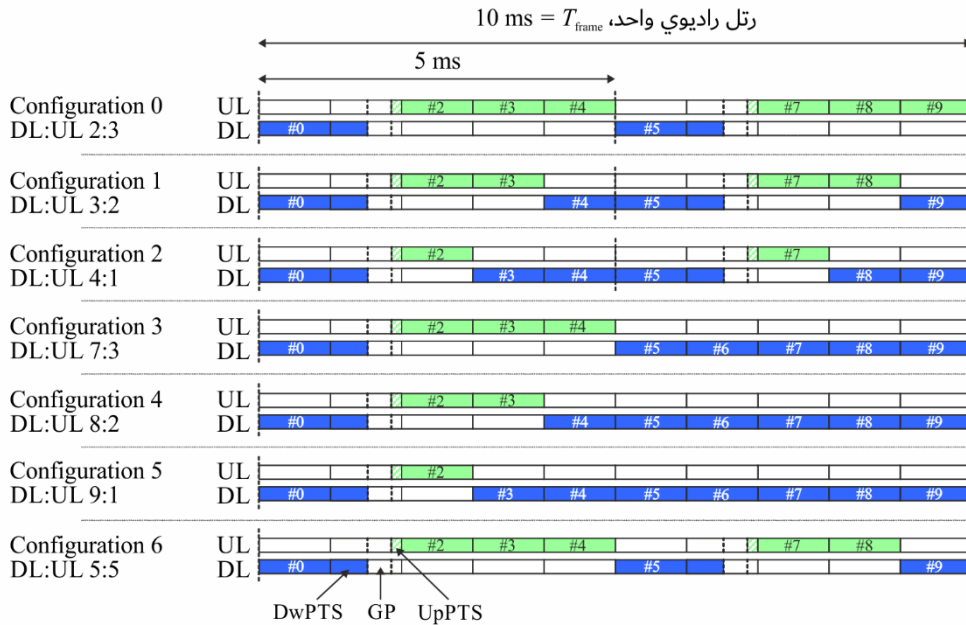 10 ms = T_frame رتل راديوي واحد،
5 ms
Configuration 0 UL #2 #3 #4 #7 #8 #9
DL:UL 2:3 DL #0 #5
Configuration 1 UL #2 #3 #7 #8
DL:UL 3:2 DL #0 #4 #5 #9
Configuration 2 UL #2 #7
DL:UL 4:1 DL #0 #3 #4 #5 #8 #9
Configuration 3 UL #2 #3 #4
DL:UL 7:3 DL #0 #5 #6 #7 #8 #9
Configuration 4 UL #2 #3
DL:UL 8:2 DL #0 #4 #5 #6 #7 #8 #9
Configuration 5 UL #2
DL:UL 9:1 DL #0 #3 #4 #5 #6 #7 #8 #9
Configuration 6 UL #2 #3 #4 #7 #8
DL:UL 5:5 DL #0 #5 #9
DwPTS GP UpPTS